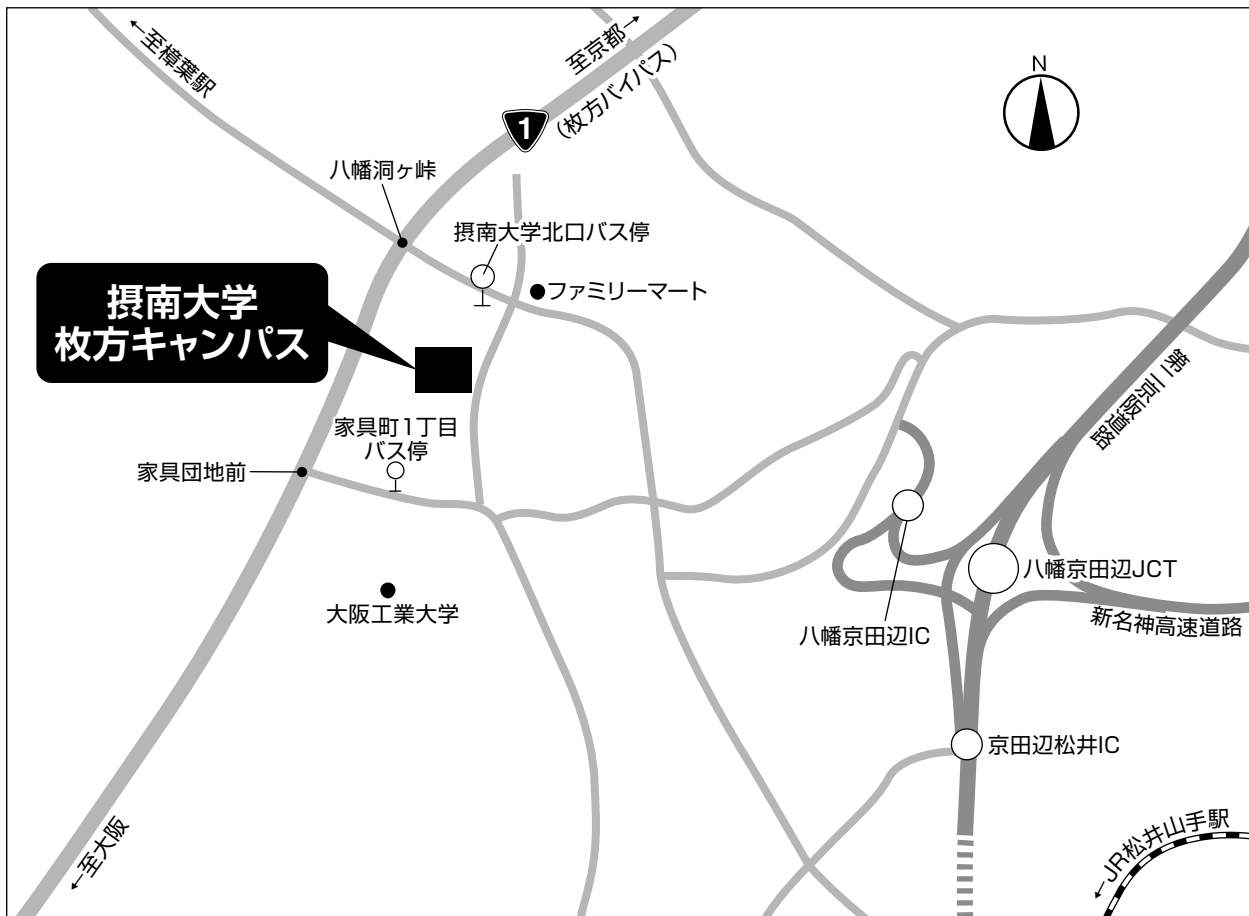 ←至樟葉駅
至京都→
(枚方バイパス)
1
N
八幡洞ヶ峠
摂南大学北口バス停
ファミリーマート
摂南大学
枚方キャンパス
家具町1丁目
バス停
家具団地前
第二京阪道路
八幡京田辺JCT
新名神高速道路
八幡京田辺IC
大阪工業大学
京田辺松井IC
←至大阪
←JR松井山手駅